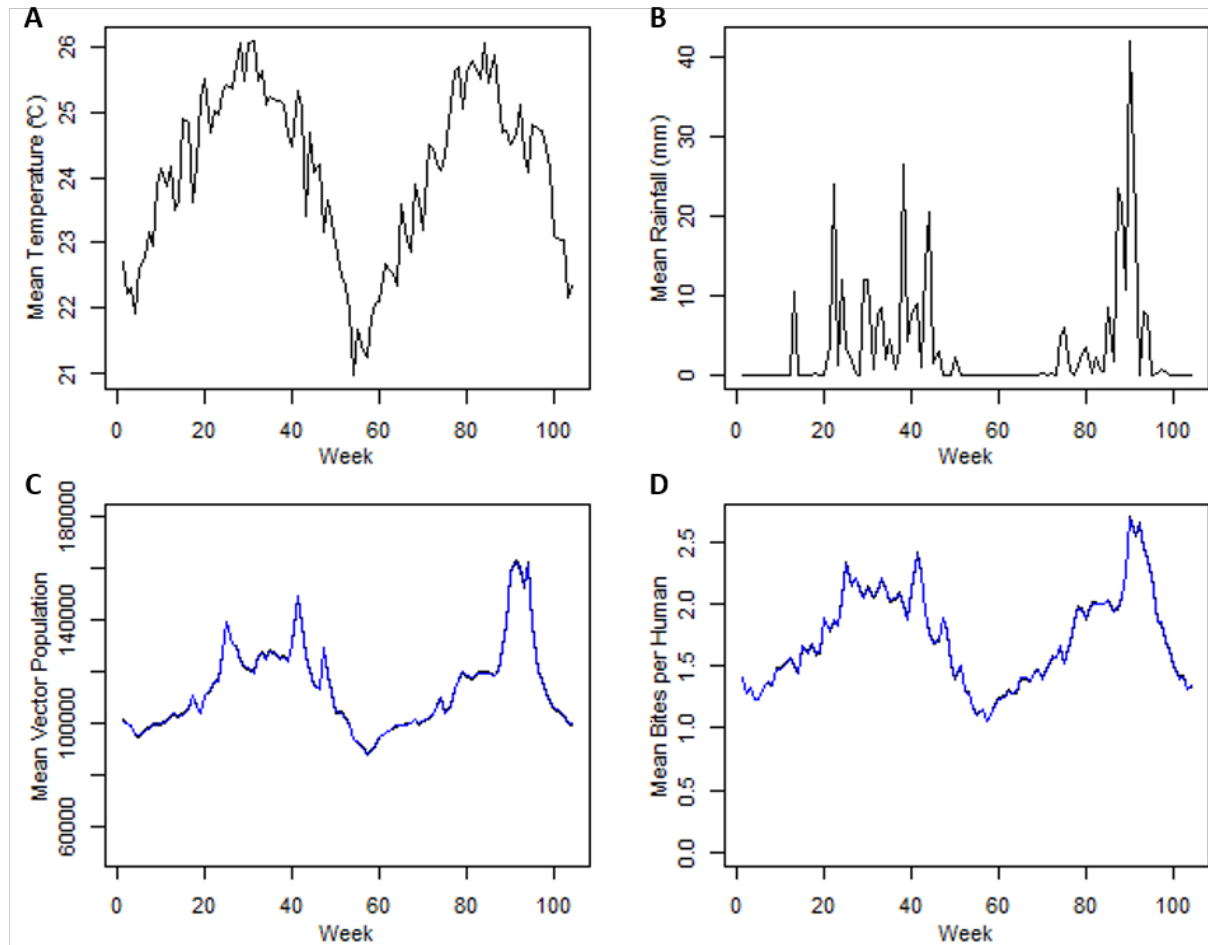 A
Mean Temperature (ºC)
26
25
24
23
22
21
0 20 40 60 80 100
Week
B
Mean Rainfall (mm)
40
30
20
10
0
0 20 40 60 80 100
Week
C
Mean Vector Population
180000
140000
100000
60000
0 20 40 60 80 100
Week
D
Mean Bites per Human
2.5
2.0
1.5
1.0
0.5
0.0
0 20 40 60 80 100
Week